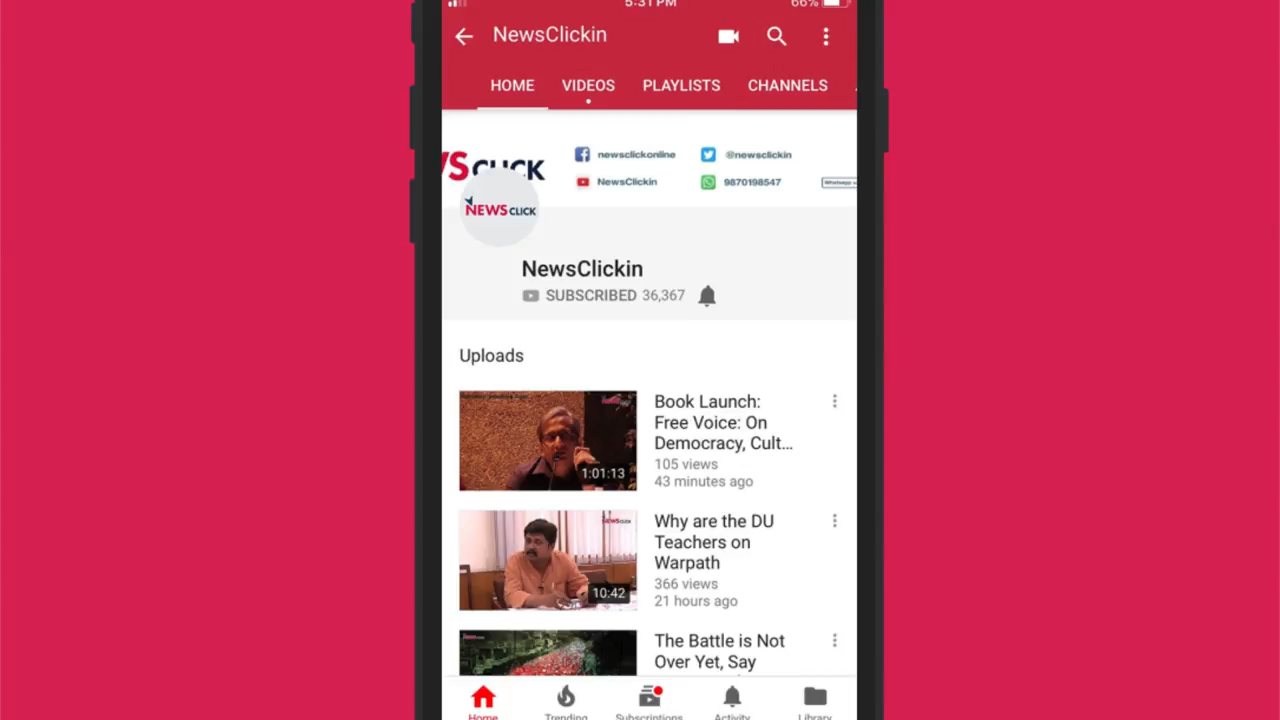 5:31 PM
66%
NewsClickin
HOME VIDEOS PLAYLISTS CHANNELS
newsclickonline @newsclickin
NewsClickin 9870198547
Whatsapp
NEWS CLICK
NewsClickin
SUBSCRIBED 36,367
Uploads
Book Launch:
Free Voice: On
Democracy, Cult...
105 views
43 minutes ago
1:01:13
Why are the DU
Teachers on
Warpath
366 views
21 hours ago
NEWSCLICK
10:42
The Battle is Not
Over Yet, Say
Home Trending Subscriptions Activity Library